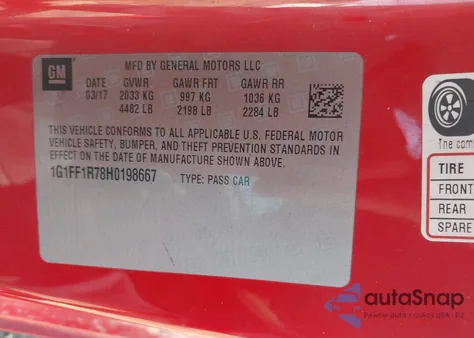 GM
MFD BY GENERAL MOTORS LLC
DATE GVWR GAWR FRT GAWR RR
03/17 2033 KG 997 KG 1036 KG
4482 LB 2198 LB 2284 LB
THIS VEHICLE CONFORMS TO ALL APPLICABLE U.S. FEDERAL MOTOR
VEHICLE SAFETY, BUMPER, AND THEFT PREVENTION STANDARDS IN
EFFECT ON THE DATE OF MANUFACTURE SHOWN ABOVE.
1G1FF1R78H0198667 TYPE: PASS CAR
The com
TIRE
FRONT
REAR
SPARE
autoSnap